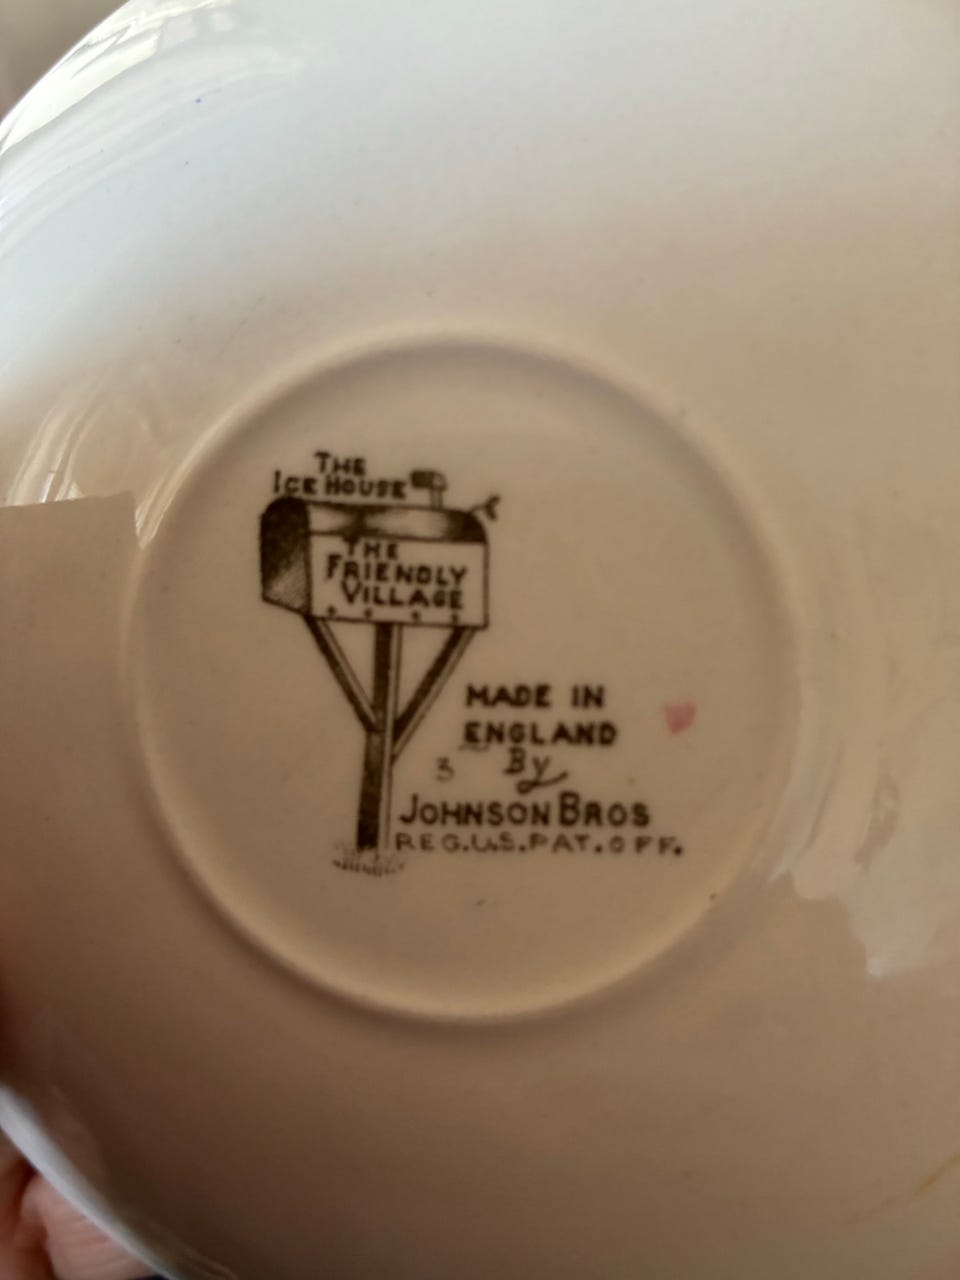 THE
ICE HOUSE
THE
FRIENDLY
VILLAGE
MADE IN
ENGLAND
3 By
JOHNSON BROS
REG.U.S.PAT.OFF.